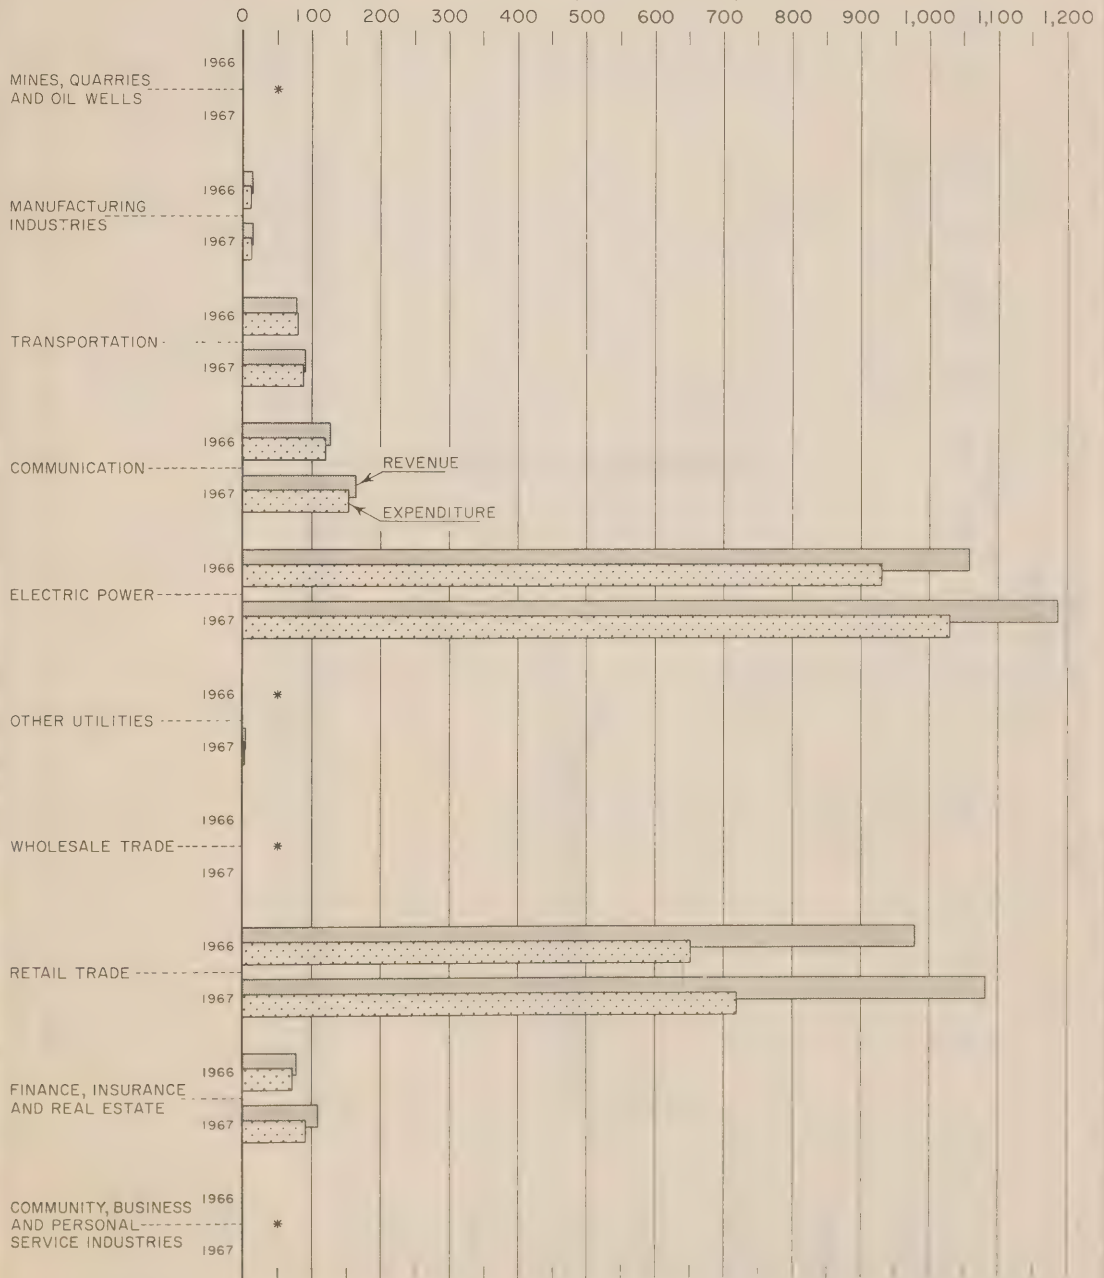 0 100 200 300 400 500 600 700 800 900 1,000 1,100 1,200
1966
MINES, QUARRIES
AND OIL WELLS
*
1967
1966
MANUFACTURING
INDUSTRIES
1967
1966
TRANSPORTATION
1967
1966
COMMUNICATION
REVENUE
1967
EXPENDITURE
1966
ELECTRIC POWER
1967
1966 *
OTHER UTILITIES
1967
1966
WHOLESALE TRADE *
1967
1966
RETAIL TRADE
1967
1966
FINANCE, INSURANCE
AND REAL ESTATE
1967
1966
COMMUNITY, BUSINESS
AND PERSONAL *
SERVICE INDUSTRIES
1967